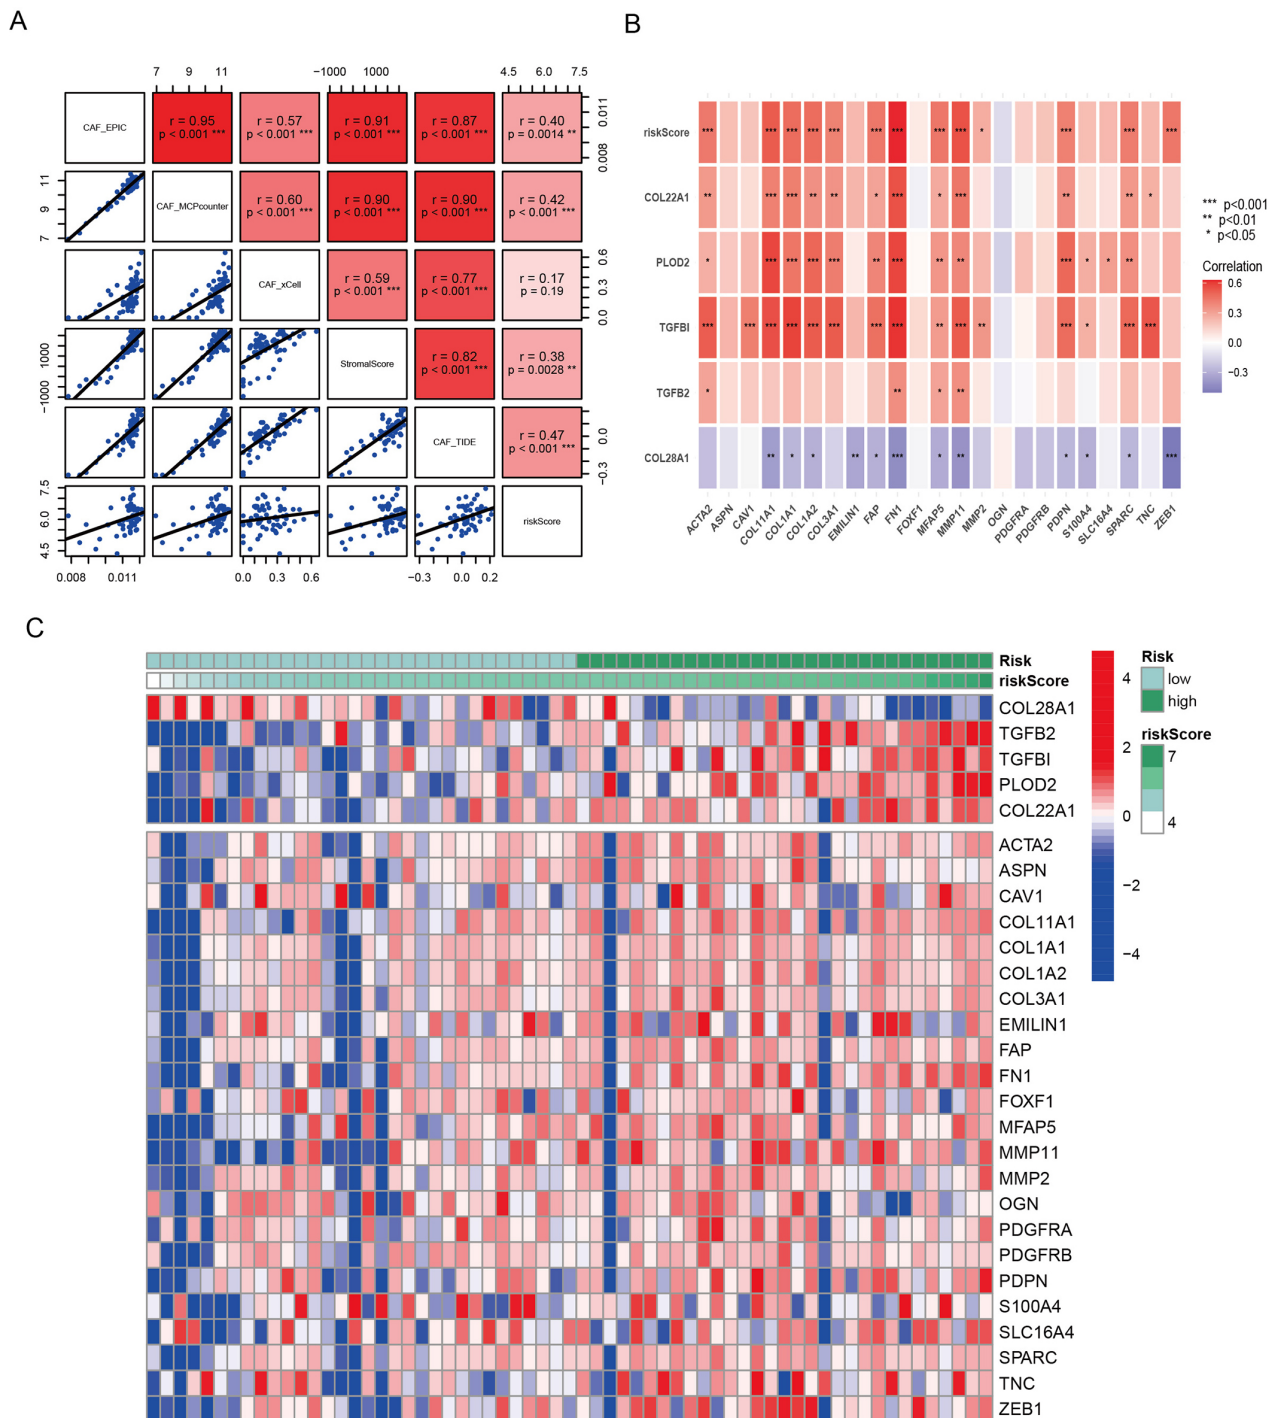 A
7 9 11 −1000 1000 4.5 6.0 7.5
CAF_EPIC
r = 0.95
p < 0.001 ***
r = 0.57
p < 0.001 ***
r = 0.91
p < 0.001 ***
r = 0.87
p < 0.001 ***
r = 0.40
p = 0.0014 **
0.008 0.011
7 9 11
CAF_MCPcounter
r = 0.60
p < 0.001 ***
r = 0.90
p < 0.001 ***
r = 0.90
p < 0.001 ***
r = 0.42
p < 0.001 ***
CAF_xCell
r = 0.59
p < 0.001 ***
r = 0.77
p < 0.001 ***
r = 0.17
p = 0.19
0.0 0.3 0.6
−1000 1000
StromalScore
r = 0.82
p < 0.001 ***
r = 0.38
p = 0.0028 **
CAF_TIDE
r = 0.47
p < 0.001 ***
−0.3 0.0
4.5 6.0 7.5
riskScore
0.008 0.011 0.0 0.3 0.6 −0.3 0.0 0.2
B
riskScore *** *** *** *** *** *** *** *** *** * *** *** ***
COL22A1 ** *** *** ** ** * *** * *** ** ** *
PLOD2 * *** *** *** *** ** *** ** ** *** * * **
TGFBI *** *** *** *** *** *** *** *** ** *** ** *** * *** ***
TGFB2 * ** * **
COL28A1 ** * * ** * *** * ** * * * ***
ACTA2
ASPN
CAV1
COL11A1
COL1A1
COL1A2
COL3A1
EMILIN1
FAP
FN1
FOXF1
MFAP5
MMP11
MMP2
OGN
PDGFRA
PDGFRB
PDPN
S100A4
SLC16A4
SPARC
TNC
ZEB1
*** p<0.001
** p<0.01
* p<0.05
Correlation
0.6
0.3
0.0
−0.3
C
Risk
riskScore
COL28A1
TGFB2
TGFBI
PLOD2
COL22A1
ACTA2
ASPN
CAV1
COL11A1
COL1A1
COL1A2
COL3A1
EMILIN1
FAP
FN1
FOXF1
MFAP5
MMP11
MMP2
OGN
PDGFRA
PDGFRB
PDPN
S100A4
SLC16A4
SPARC
TNC
ZEB1
4
2
0
−2
−4
Risk
low
high
riskScore
7
4